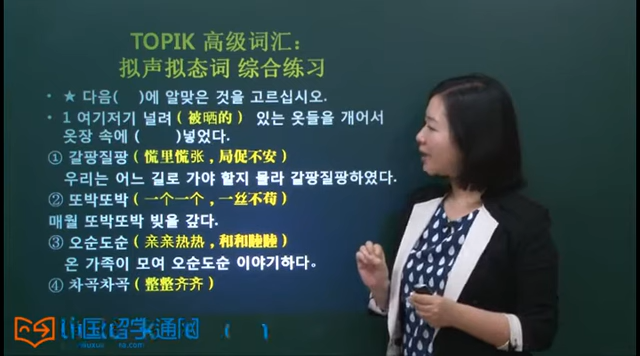 TOPIK 高级词汇：
拟声拟态词 综合练习
• ★ 다음(    )에 알맞은 것을 고르십시오.
• 1 여기저기 널려（被晒的）있는 옷들을 개어서
옷장 속에 (        )넣었다.
① 갈팡질팡（慌里慌张，局促不安）
우리는 어느 길로 가야 할지 몰라 갈팡질팡하였다.
② 또박또박（一个一个，一丝不苟）
매월 또박또박 빚을 갚다.
③ 오순도순（亲亲热热，和和睦睦）
온 가족이 모여 오순도순 이야기하다。
④ 차곡차곡（整整齐齐）